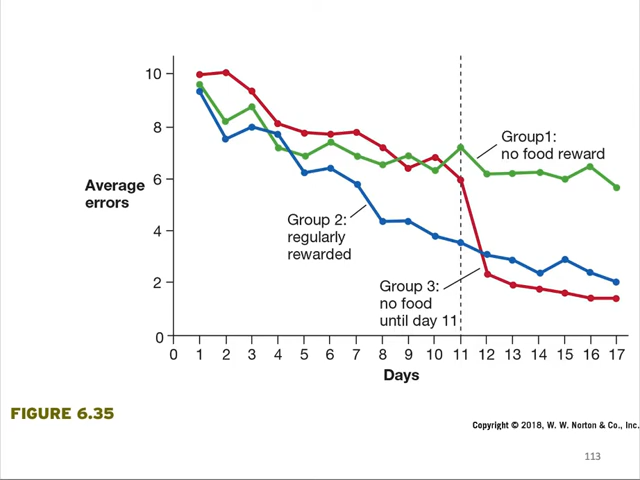 10
8
6
4
2
0
Average
errors
Group1:
no food reward
Group 2:
regularly
rewarded
Group 3:
no food
until day 11
0 1 2 3 4 5 6 7 8 9 10 11 12 13 14 15 16 17
Days
FIGURE 6.35
Copyright © 2018, W. W. Norton & Co., Inc.
113